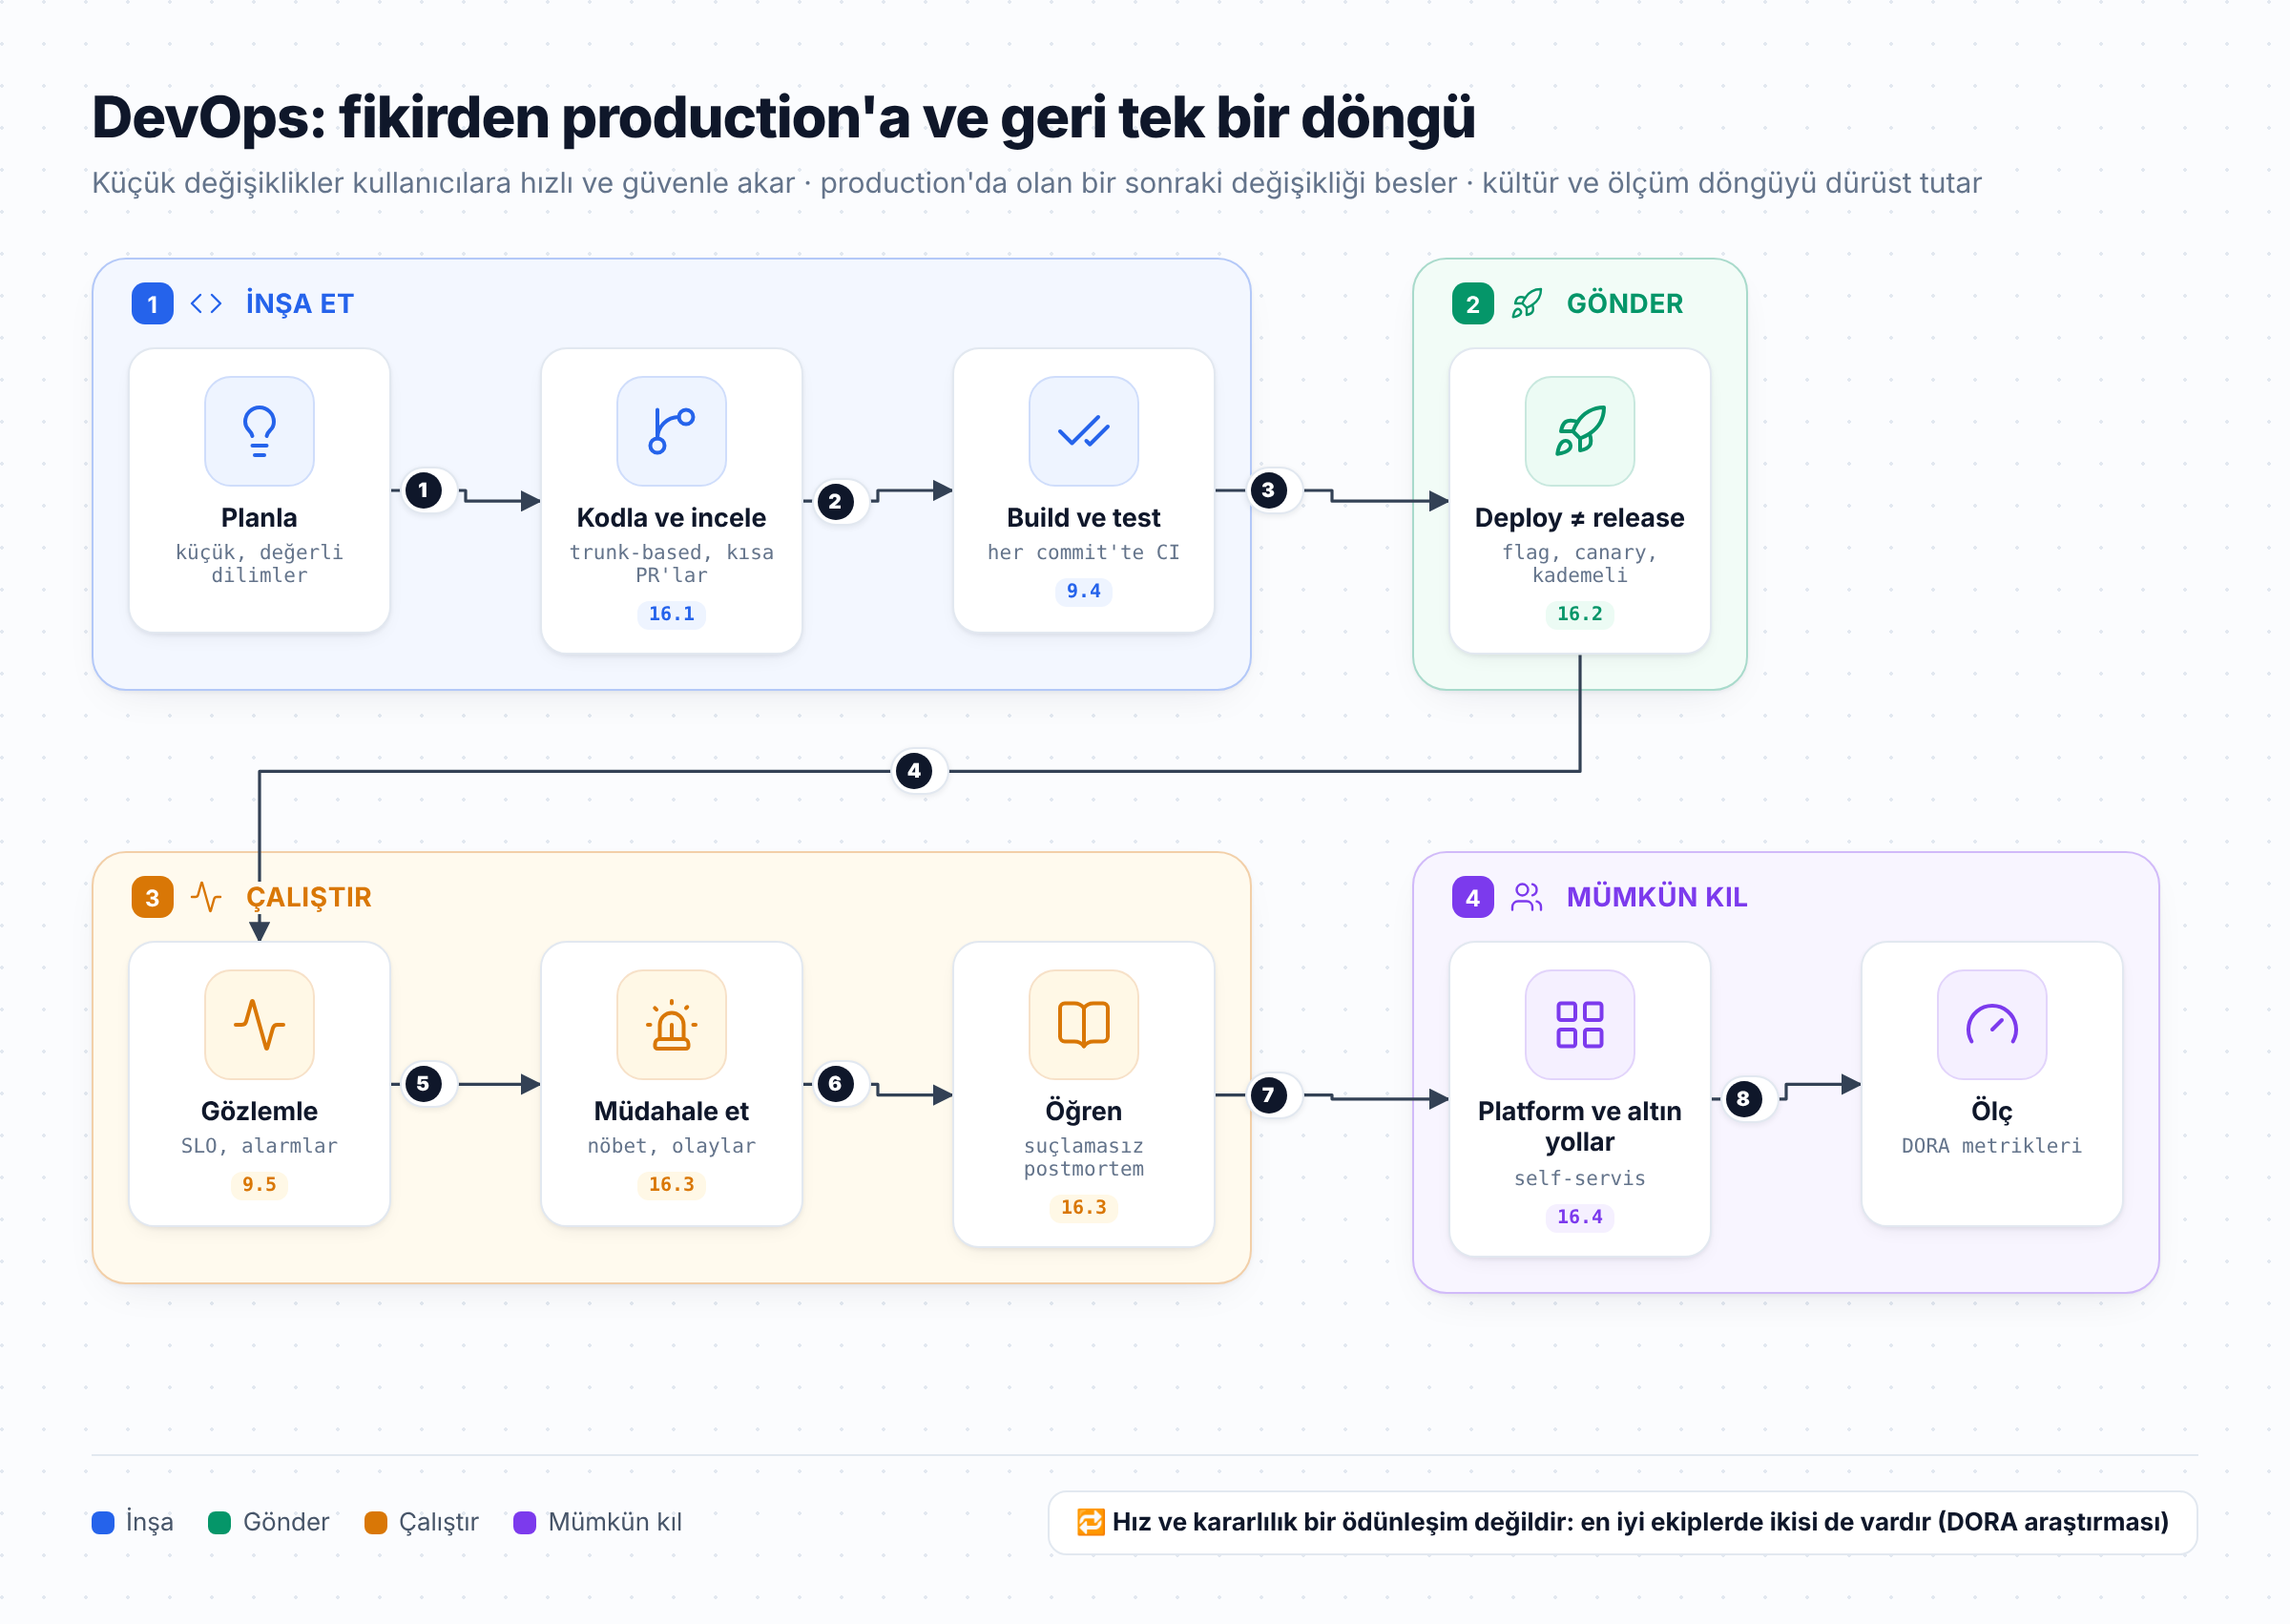 DevOps: fikirden production'a ve geri tek bir döngü
Küçük değişiklikler kullanıcılara hızlı ve güvenle akar · production'da olan bir sonraki değişikliği besler · kültür ve ölçüm döngüyü dürüst tutar
1 İNŞA ET
Planla
küçük, değerli
dilimler
1
Kodla ve incele
trunk-based, kısa
PR'lar
16.1
2
Build ve test
her commit'te CI
9.4
3
2 GÖNDER
Deploy ≠ release
flag, canary,
kademeli
16.2
4
3 ÇALIŞTIR
Gözlemle
SLO, alarmlar
9.5
5
Müdahale et
nöbet, olaylar
16.3
6
Öğren
suçlamasız
postmortem
16.3
7
4 MÜMKÜN KIL
Platform ve altın
yollar
self-servis
16.4
8
Ölç
DORA metrikleri
İnşa
Gönder
Çalıştır
Mümkün kıl
🔁 Hız ve kararlılık bir ödünleşim değildir: en iyi ekiplerde ikisi de vardır (DORA araştırması)